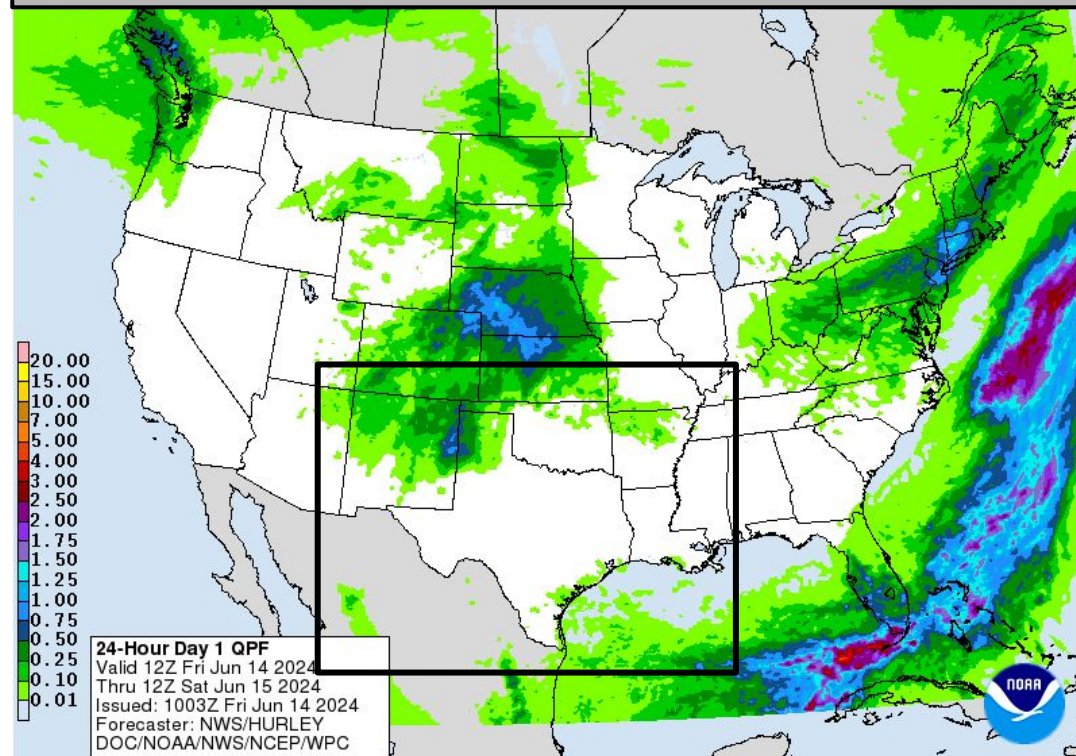 20.00
15.00
10.00
7.00
5.00
4.00
3.00
2.50
2.00
1.75
1.50
1.25
1.00
0.75
0.50
0.25
0.10
0.01
24-Hour Day 1 QPF
Valid 12Z Fri Jun 14 2024
Thru 12Z Sat Jun 15 2024
Issued: 1003Z Fri Jun 14 2024
Forecaster: NWS/HURLEY
DOC/NOAA/NWS/NCEP/WPC
NOAA